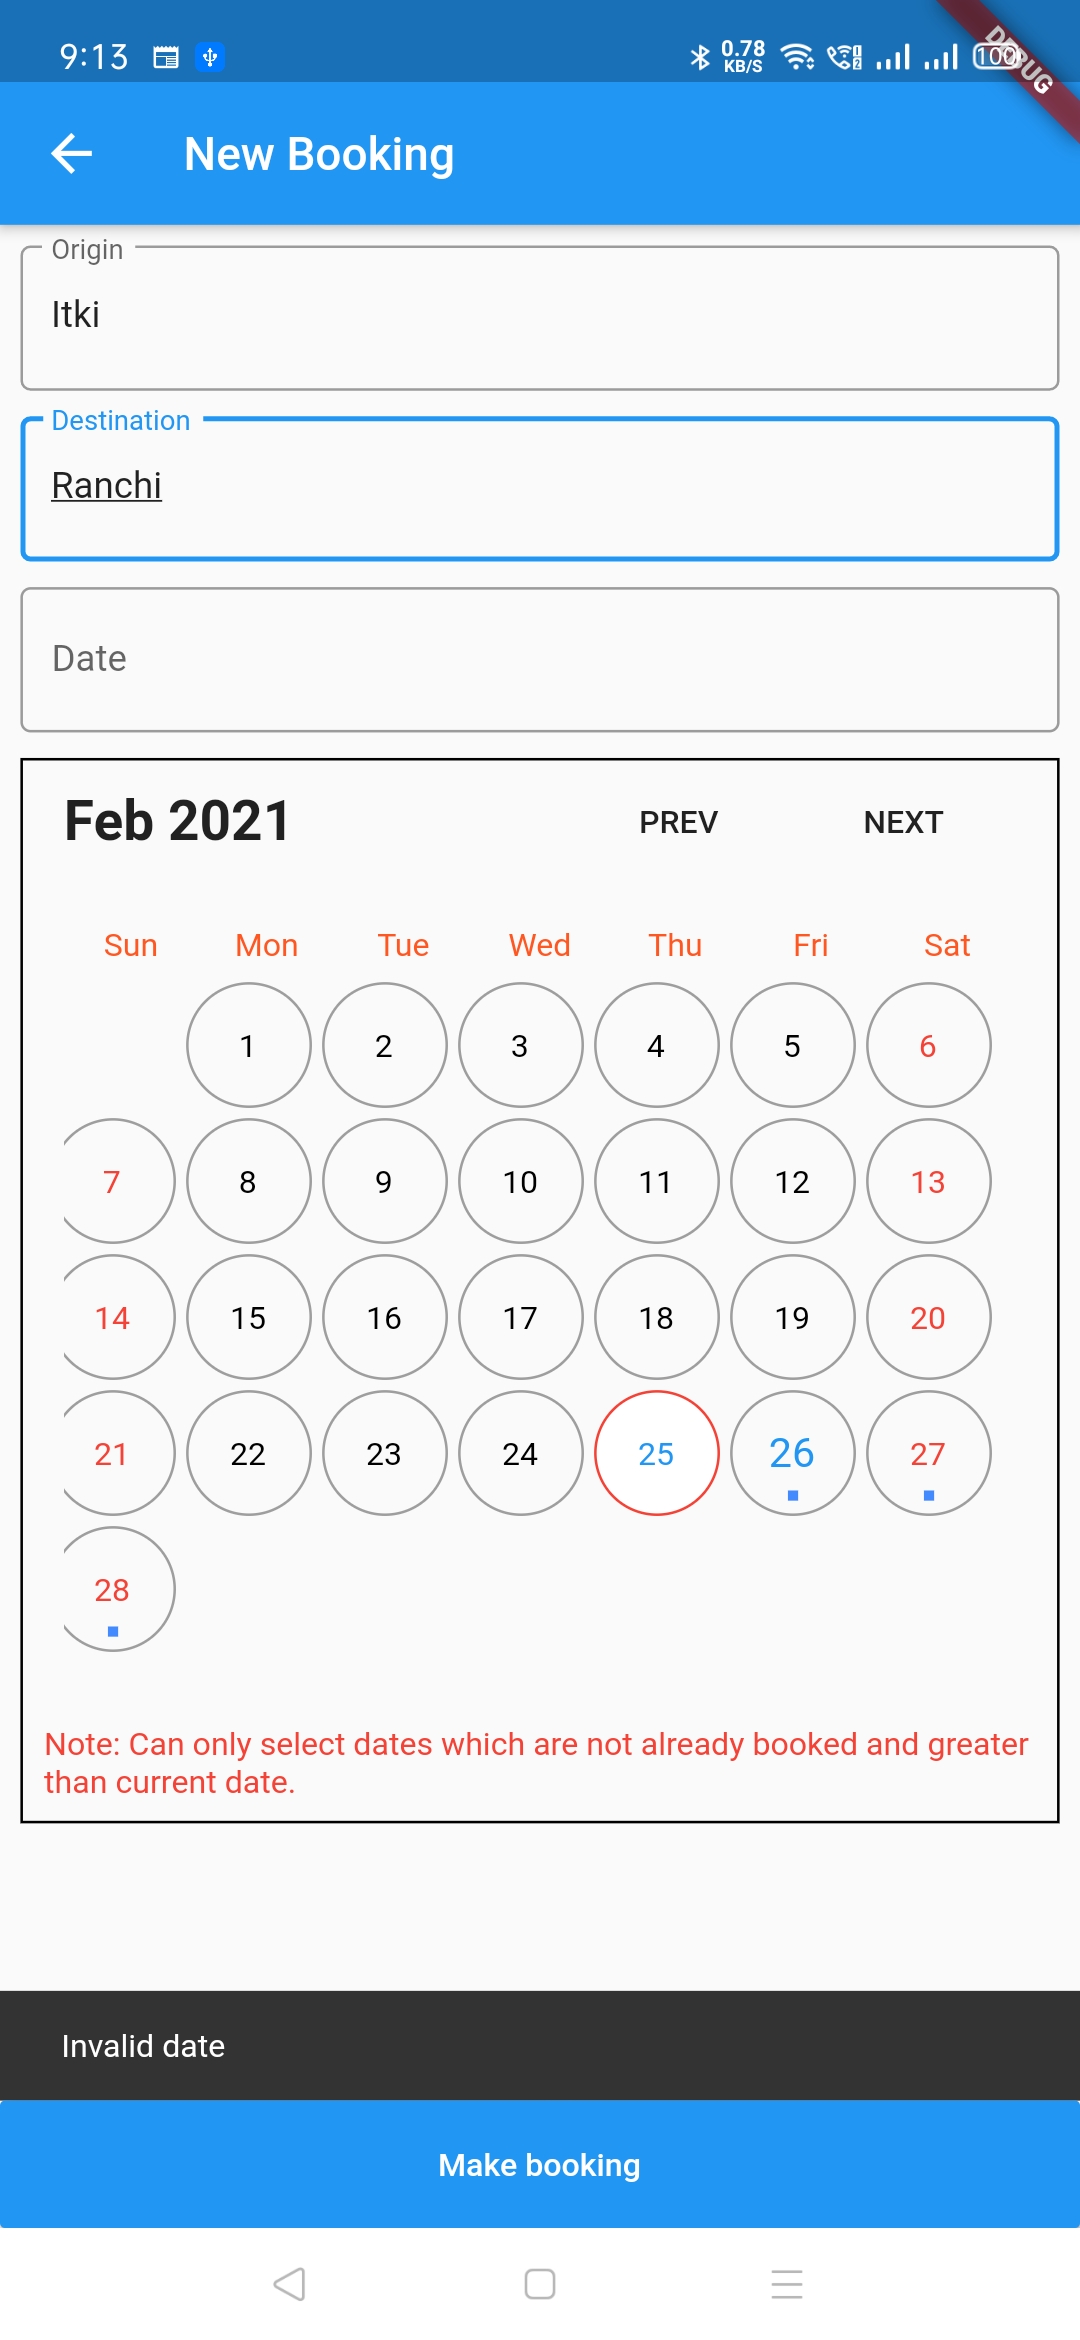 9:13 0.78 KB/S 100
DEBUG
New Booking
Origin
Itki
Destination
Ranchi
Date
Feb 2021 PREV NEXT
Sun Mon Tue Wed Thu Fri Sat
1 2 3 4 5 6
7 8 9 10 11 12 13
14 15 16 17 18 19 20
21 22 23 24 25 26 27
28
Note: Can only select dates which are not already booked and greater
than current date.
Invalid date
Make booking